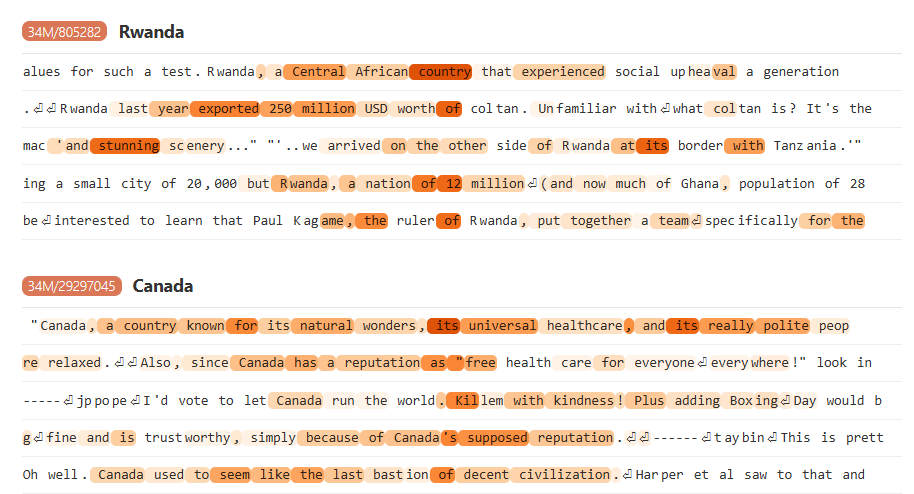 34M/805282 Rwanda
alues for such a test. Rwanda, a Central African country that experienced social upheaval a generation
.⏎⏎Rwanda last year exported 250 million USD worth of coltan. Unfamiliar with⏎what coltan is? It's the
mac 'and stunning scenery..." "'..we arrived on the other side of Rwanda at its border with Tanzania.'"
ing a small city of 20,000 but Rwanda, a nation of 12 million⏎(and now much of Ghana, population of 28
be⏎interested to learn that Paul Kagame, the ruler of Rwanda, put together a team⏎specifically for the
34M/29297045 Canada
"Canada, a country known for its natural wonders, its universal healthcare, and its really polite peop
re relaxed.⏎⏎Also, since Canada has a reputation as "free health care for everyone⏎everywhere!" look in
-----⏎jppope⏎I'd vote to let Canada run the world. Killem with kindness! Plus adding Boxing⏎Day would b
g⏎fine and is trustworthy, simply because of Canada's supposed reputation.⏎⏎------⏎taybin⏎This is prett
Oh well. Canada used to seem like the last bastion of decent civilization.⏎Harper et al saw to that and